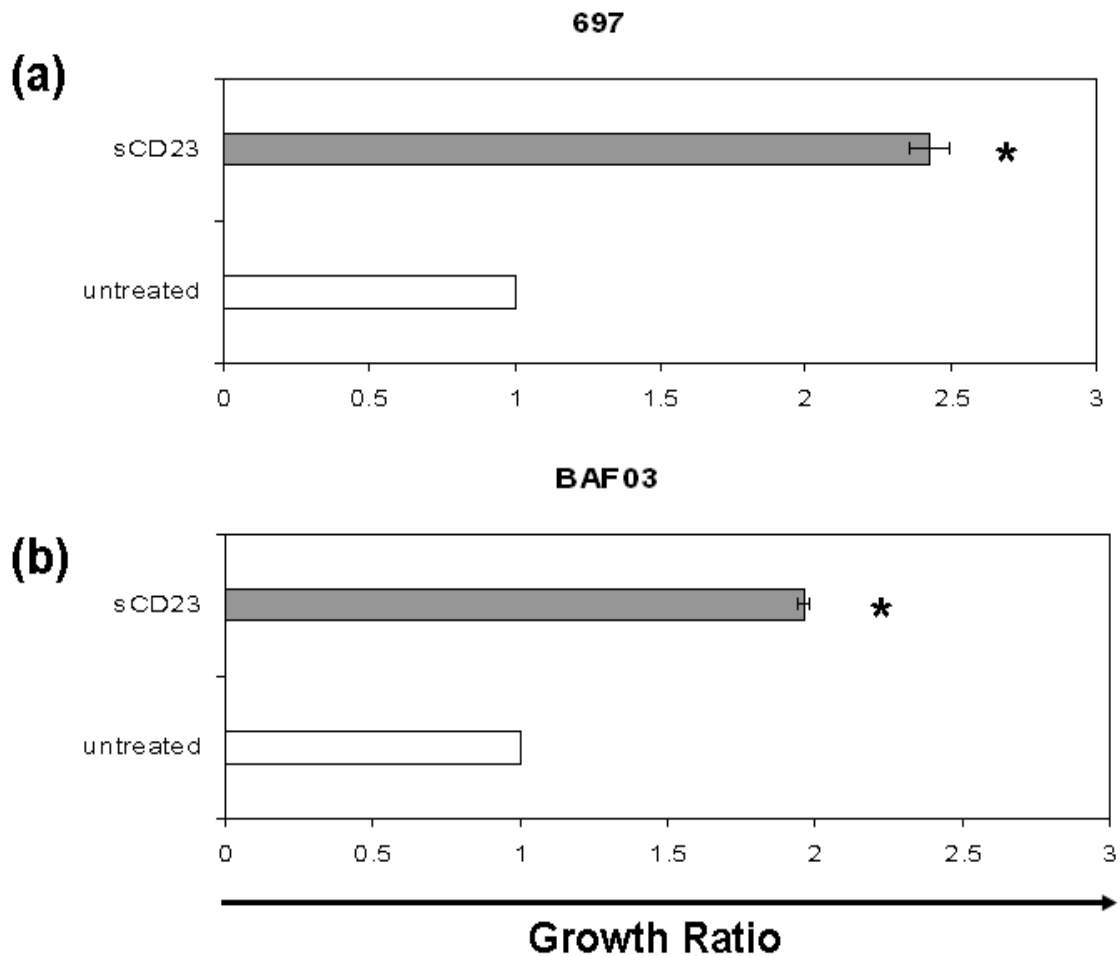 697
(a)
sCD23
*
untreated
0 0.5 1 1.5 2 2.5 3
BAF03
(b)
sCD23
*
untreated
0 0.5 1 1.5 2 2.5 3
Growth Ratio